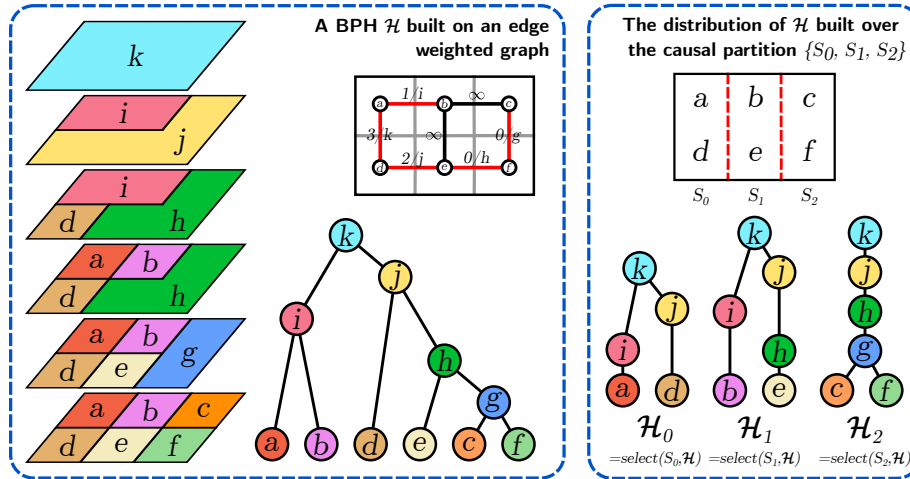 A BPH 𝓗 built on an edge
weighted graph
k
i
j
i
d
h
a
b
d
h
a
b
g
d
e
a
b
c
d
e
f
1/i
∞
a
b
c
3/k
∞
0/g
2/j
0/h
d
e
f
k
j
i
h
g
a
b
d
e
c
f
The distribution of 𝓗 built over
the causal partition {S₀, S₁, S₂}
a b c
d e f
S₀ S₁ S₂
k
j
i
a
d
k
j
i
h
b
e
k
j
h
g
c
f
𝓗₀ 𝓗₁ 𝓗₂
=select(S₀,𝓗) =select(S₁,𝓗) =select(S₂,𝓗)